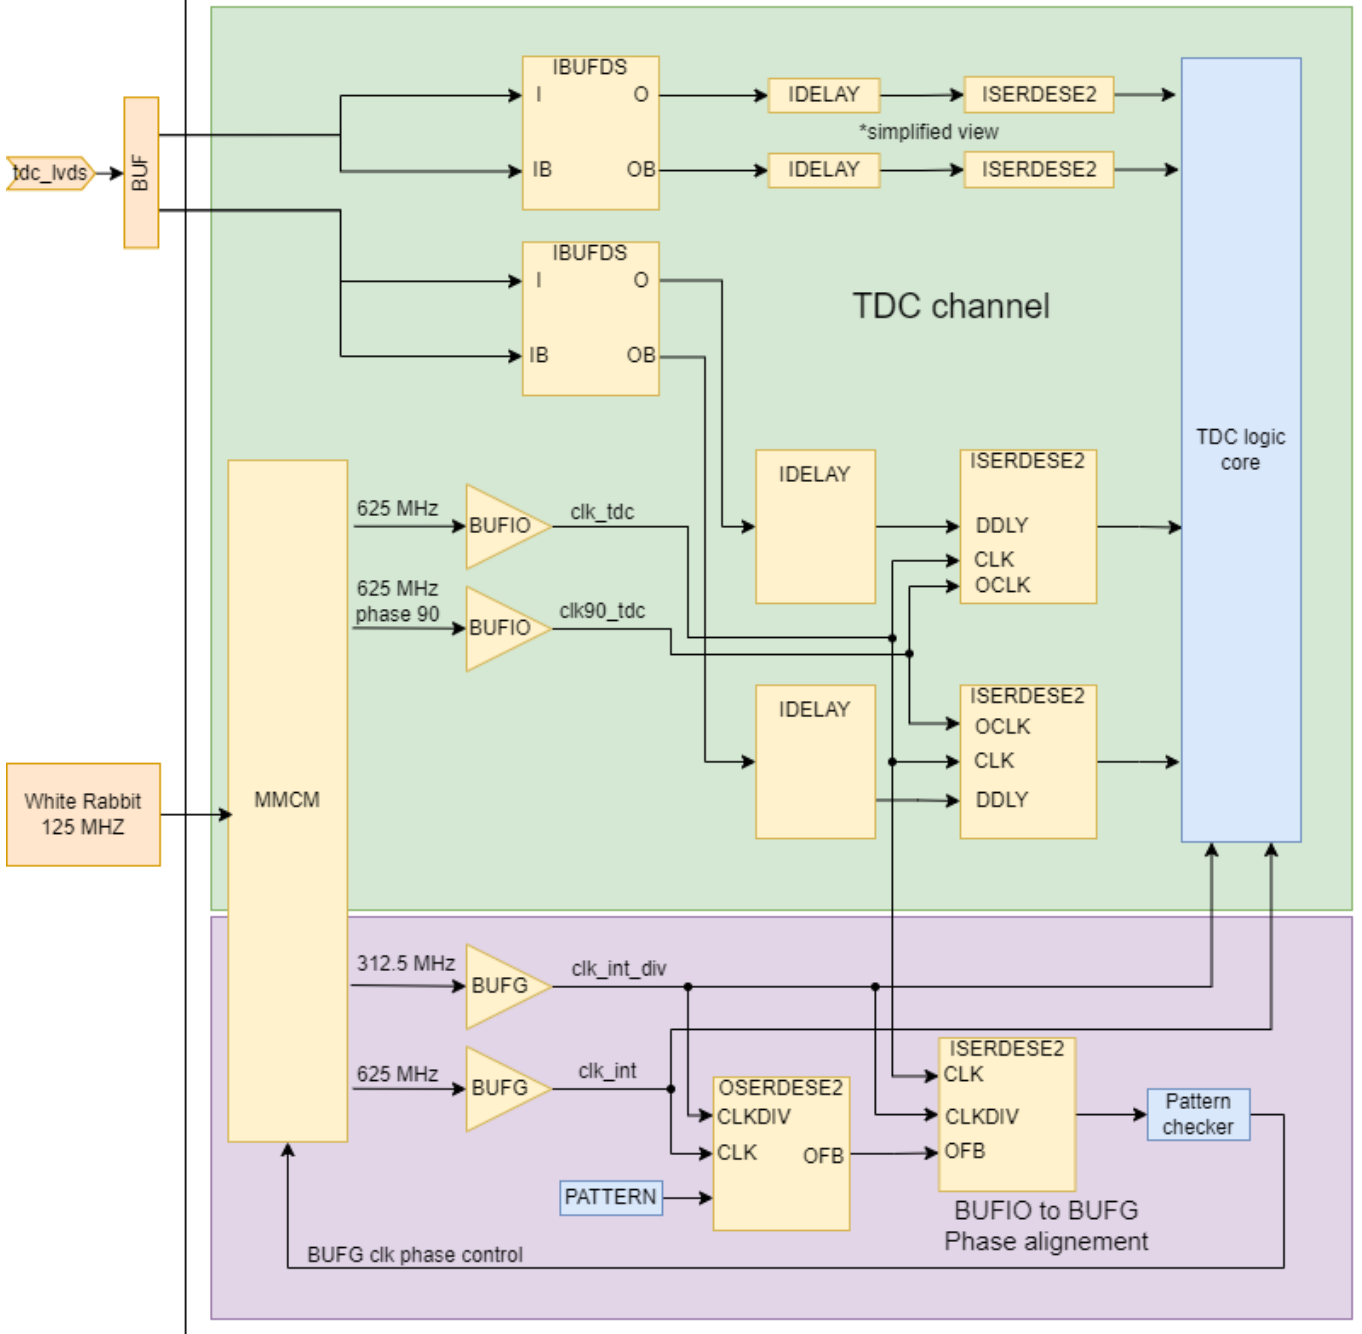 IBUFDS
I
O
IB
OB
IDELAY
ISERDESE2
*simplified view
IDELAY
ISERDESE2
tdc_lvds
BUF
IBUFDS
I
O
IB
OB
TDC channel
TDC logic
core
IDELAY
ISERDESE2
DDLY
CLK
OCLK
625 MHz
BUFIO
clk_tdc
625 MHz
phase 90
BUFIO
clk90_tdc
IDELAY
ISERDESE2
OCLK
CLK
DDLY
White Rabbit
125 MHZ
MMCM
312.5 MHz
BUFG
clk_int_div
625 MHz
BUFG
clk_int
OSERDESE2
CLKDIV
CLK
OFB
PATTERN
ISERDESE2
CLK
CLKDIV
OFB
Pattern
checker
BUFIO to BUFG
Phase alignement
BUFG clk phase control